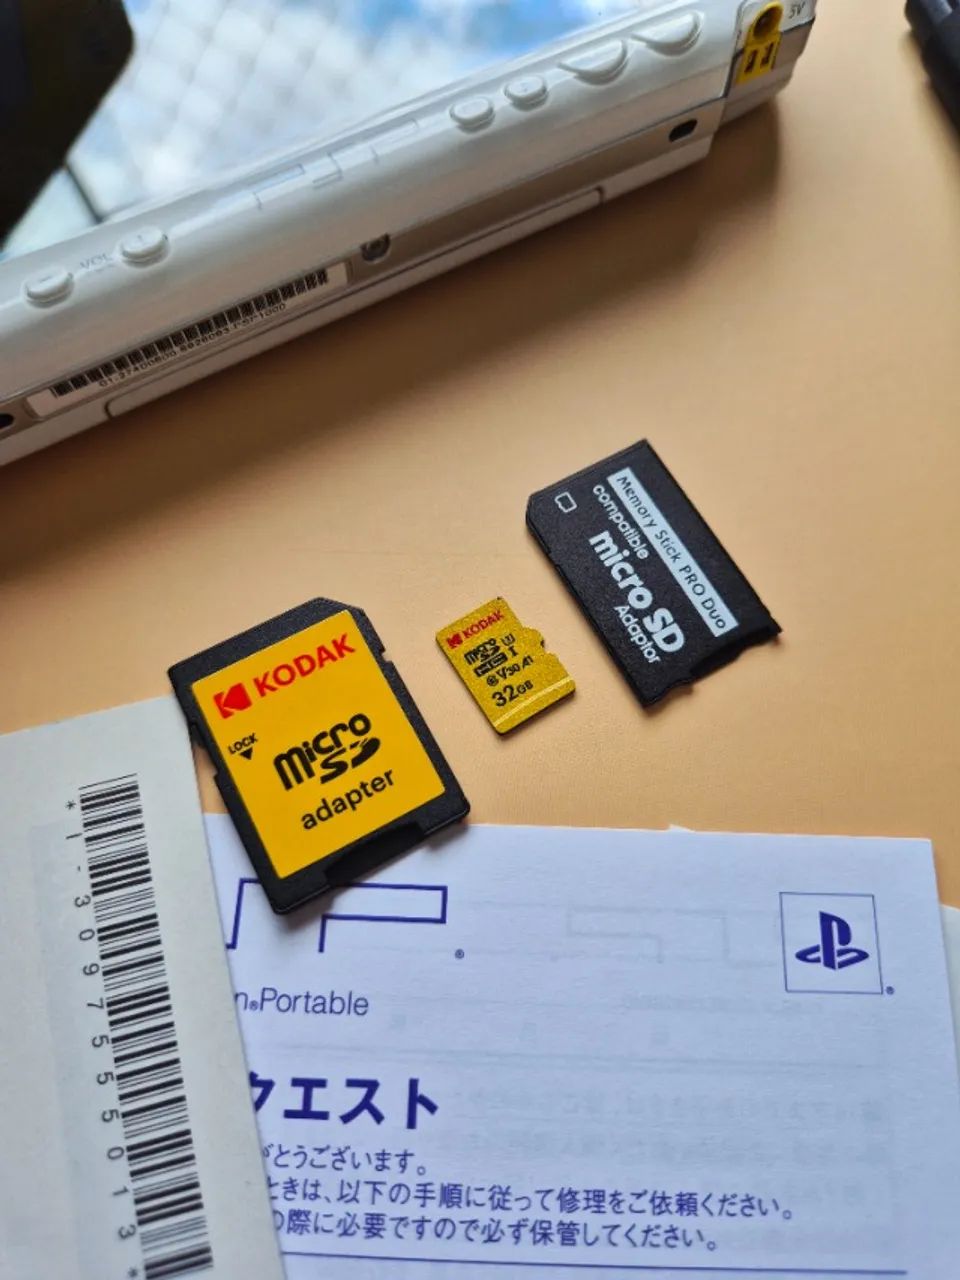 5V
VOL
KODAK
micro
SD
HC
I
V30 A1
32GB
Memory Stick PRO Duo
compatible
micro SD
Adaptor
KODAK
LOCK
micro
SD
adapter
*I-309755013*
n®Portable
クエスト
がとうございます。
ときは、以下の手順に従って修理をご依頼ください。
の際に必要ですので必ず保管してください。